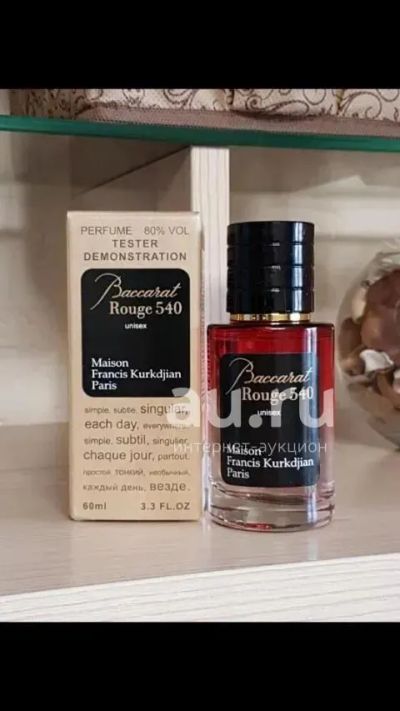 PERFUME 80% VOL
TESTER
DEMONSTRATION
Baccarat
Rouge 540
unisex
Maison
Francis Kurkdjian
Paris
simple, subtle, singular,
each day, everywhere.
simple, subtil, singulier,
chaque jour, partout.
простой, тонкий, необычный,
каждый день, везде.
60ml 3.3 FL.OZ
Baccarat
Rouge 540
unisex
Maison
Francis Kurkdjian
Paris
au.ru
интернет-аукцион